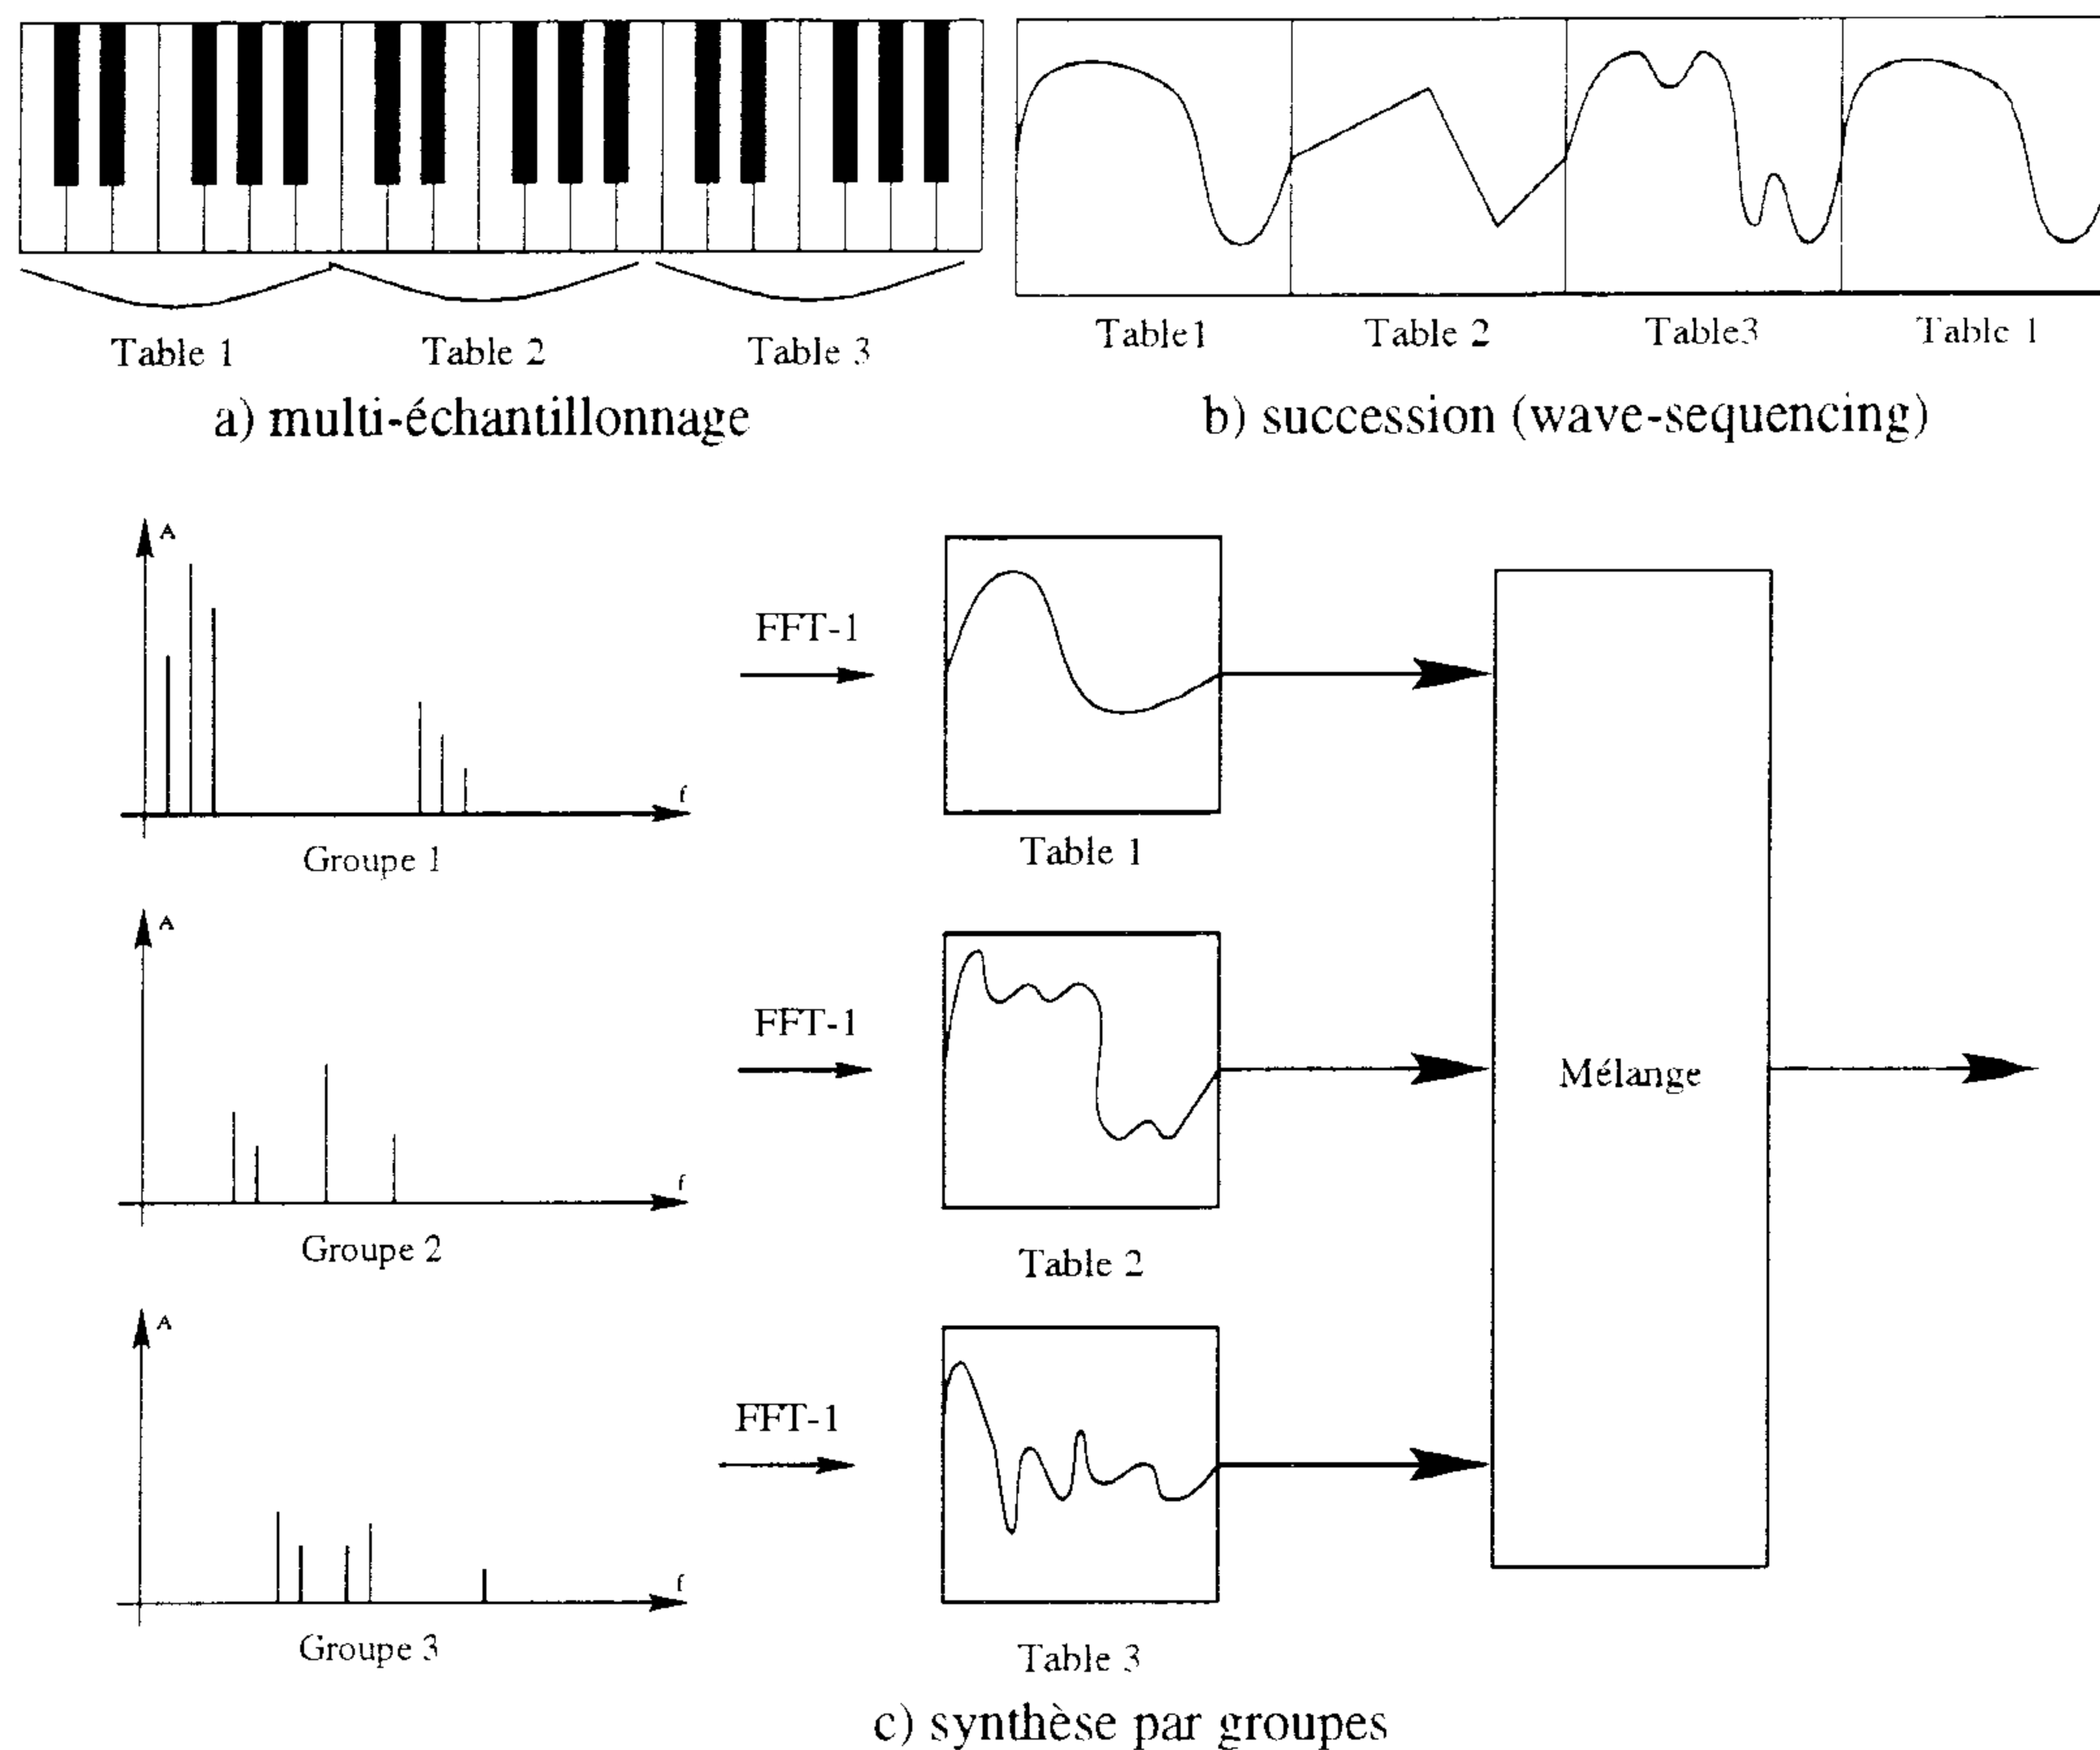 Table 1 Table 2 Table 3
Table1 Table 2 Table3 Table 1
a) multi-échantillonnage
b) succession (wave-sequencing)
A
FFT-1
f
Groupe 1
Table 1
A
FFT-1
Mélange
f
Groupe 2
Table 2
A
FFT-1
f
Groupe 3
Table 3
c) synthèse par groupes